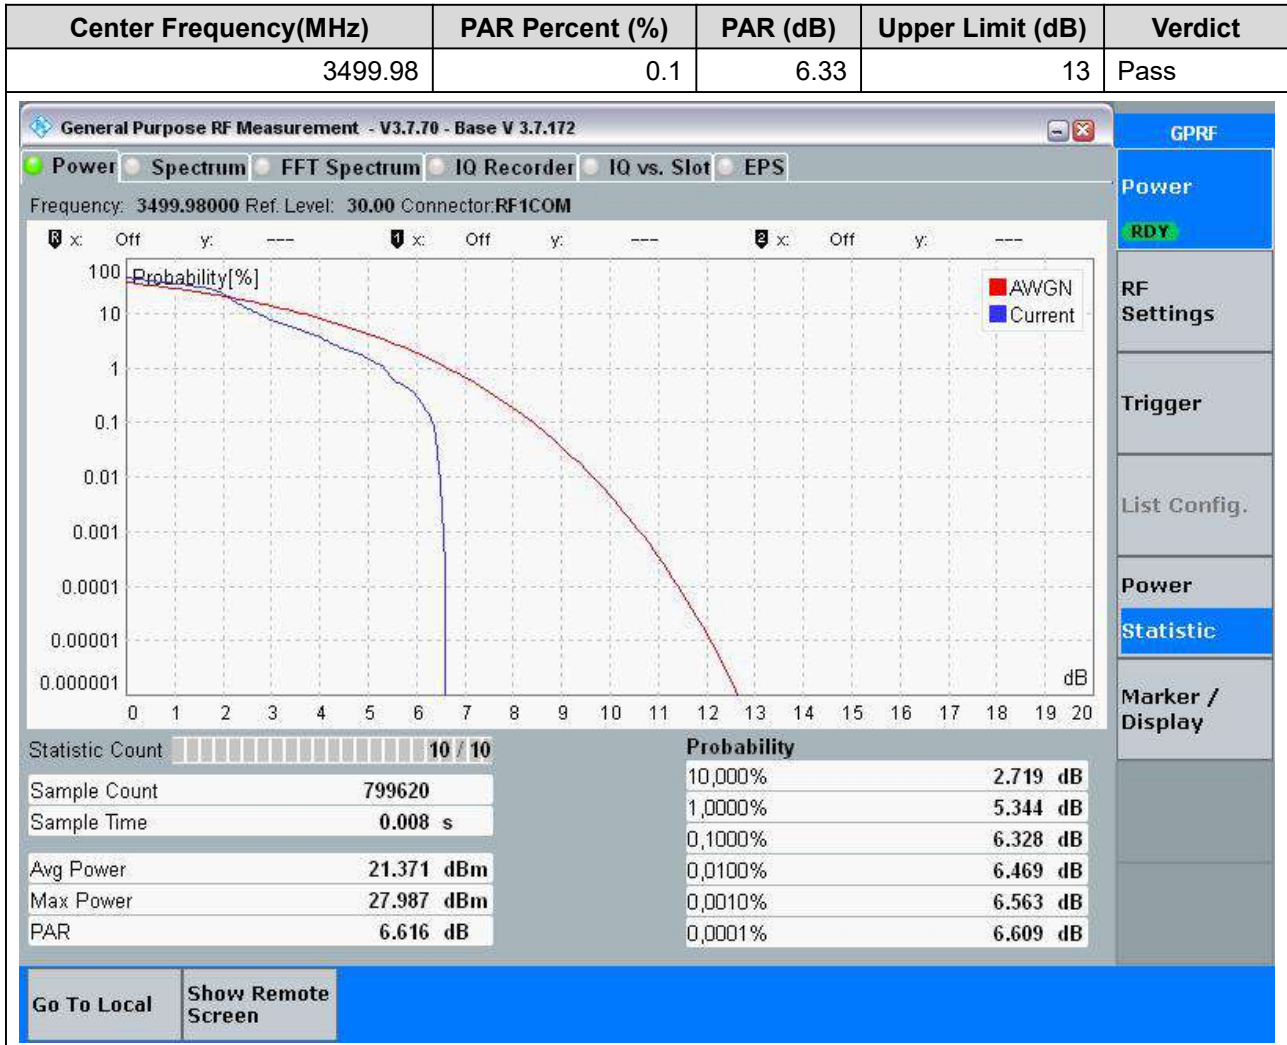 Center Frequency(MHz) PAR Percent (%) PAR (dB) Upper Limit (dB) Verdict
3499.98 0.1 6.33 13 Pass
General Purpose RF Measurement - V3.7.70 - Base V 3.7.172
GPRF
Power Spectrum FFT Spectrum IQ Recorder IQ vs. Slot EPS
Power
RDY
Frequency: 3499.98000 Ref. Level: 30.00 Connector:RF1COM
R x: Off y: --- 1 x: Off y: --- 2 x: Off y: ---
Probability[%]
AWGN
Current
100
10
1
0.1
0.01
0.001
0.0001
0.00001
0.000001
dB
0 1 2 3 4 5 6 7 8 9 10 11 12 13 14 15 16 17 18 19 20
RF
Settings
Trigger
List Config.
Power
Statistic
Marker /
Display
Statistic Count 10 / 10
Sample Count 799620
Sample Time 0.008 s
Avg Power 21.371 dBm
Max Power 27.987 dBm
PAR 6.616 dB
Probability
10,000% 2.719 dB
1,0000% 5.344 dB
0,1000% 6.328 dB
0,0100% 6.469 dB
0,0010% 6.563 dB
0,0001% 6.609 dB
Go To Local
Show Remote
Screen